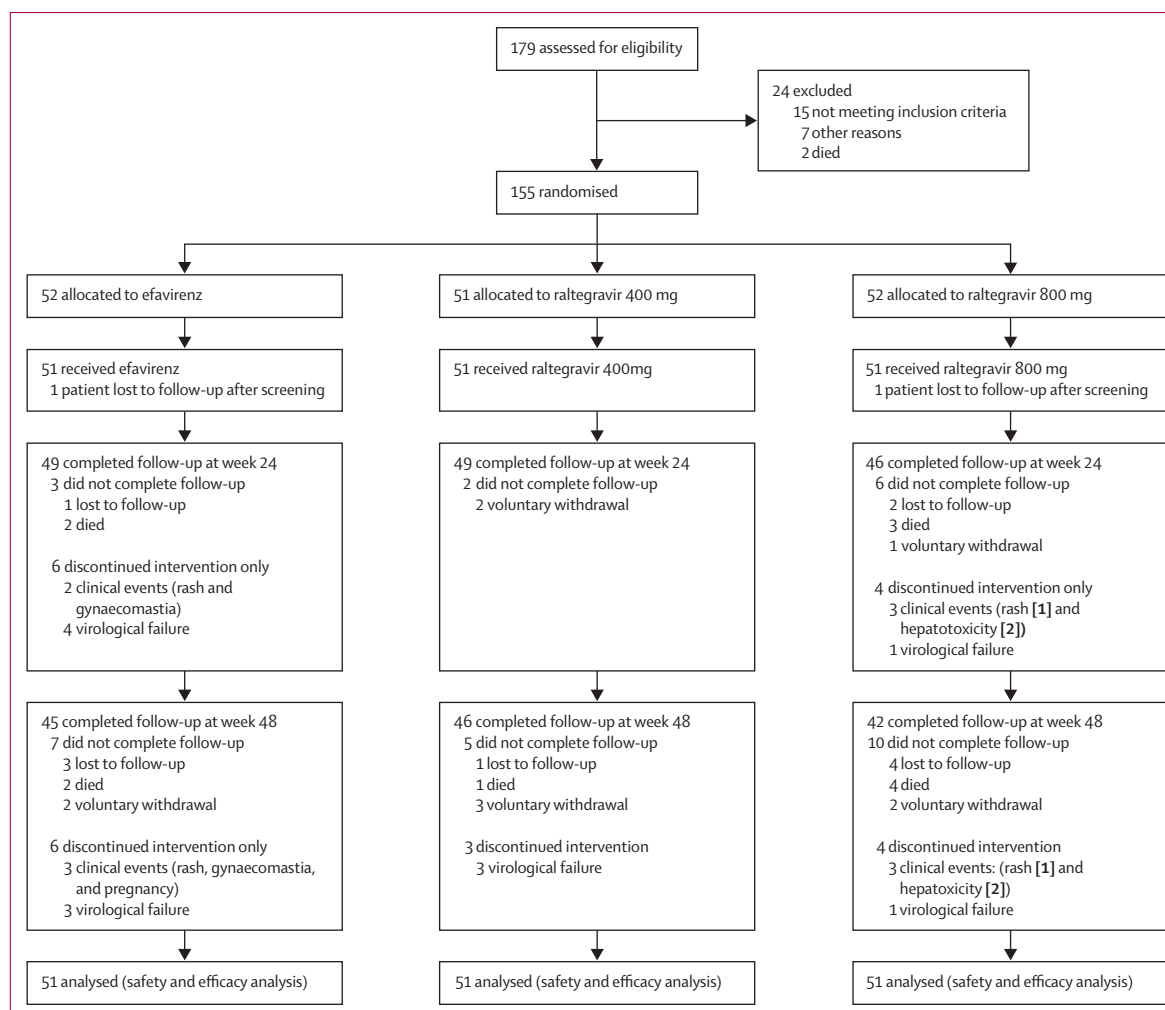 179 assessed for eligibility
24 excluded
15 not meeting inclusion criteria
7 other reasons
2 died
155 randomised
52 allocated to efavirenz
51 allocated to raltegravir 400 mg
52 allocated to raltegravir 800 mg
51 received efavirenz
1 patient lost to follow-up after screening
51 received raltegravir 400mg
51 received raltegravir 800 mg
1 patient lost to follow-up after screening
49 completed follow-up at week 24
3 did not complete follow-up
1 lost to follow-up
2 died
6 discontinued intervention only
2 clinical events (rash and
gynaecomastia)
4 virological failure
49 completed follow-up at week 24
2 did not complete follow-up
2 voluntary withdrawal
46 completed follow-up at week 24
6 did not complete follow-up
2 lost to follow-up
3 died
1 voluntary withdrawal
4 discontinued intervention only
3 clinical events (rash [1] and
hepatotoxicity [2])
1 virological failure
45 completed follow-up at week 48
7 did not complete follow-up
3 lost to follow-up
2 died
2 voluntary withdrawal
6 discontinued intervention only
3 clinical events (rash, gynaecomastia,
and pregnancy)
3 virological failure
46 completed follow-up at week 48
5 did not complete follow-up
1 lost to follow-up
1 died
3 voluntary withdrawal
3 discontinued intervention
3 virological failure
42 completed follow-up at week 48
10 did not complete follow-up
4 lost to follow-up
4 died
2 voluntary withdrawal
4 discontinued intervention
3 clinical events: (rash [1] and
hepatoxicity [2])
1 virological failure
51 analysed (safety and efficacy analysis)
51 analysed (safety and efficacy analysis)
51 analysed (safety and efficacy analysis)